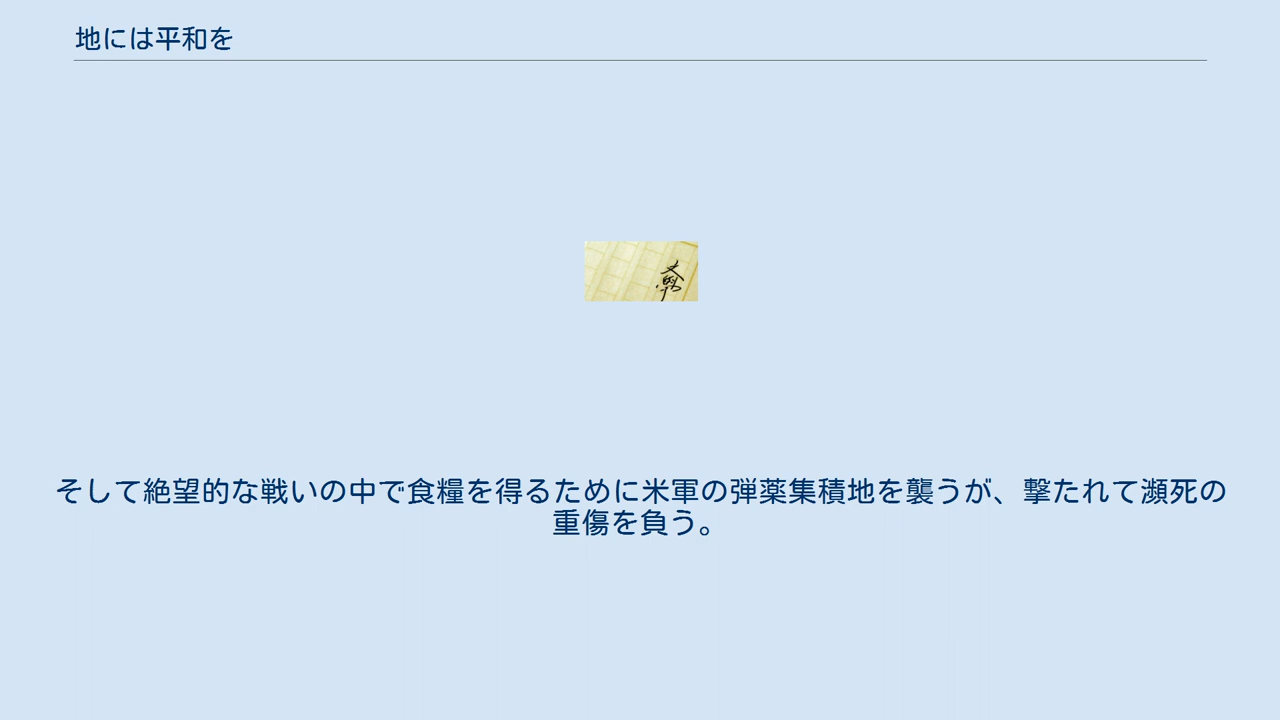 地には平和を
そして絶望的な戦いの中で食糧を得るために米軍の弾薬集積地を襲うが、撃たれて瀕死の
重傷を負う。